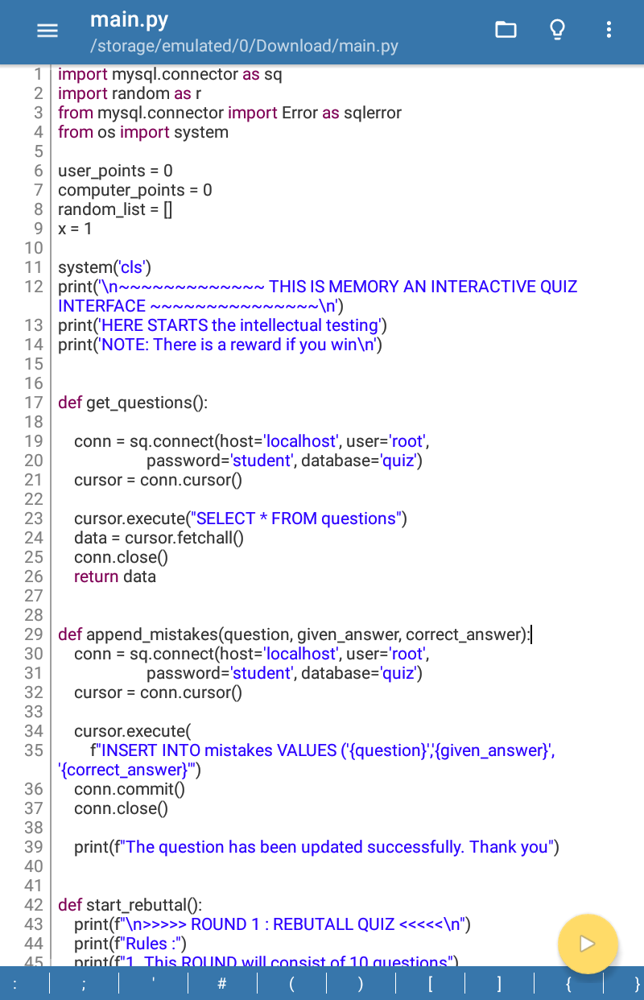 main.py
/storage/emulated/0/Download/main.py
1 import mysql.connector as sq
2 import random as r
3 from mysql.connector import Error as sqlerror
4 from os import system
5
6 user_points = 0
7 computer_points = 0
8 random_list = []
9 x = 1
10
11 system('cls')
12 print('\n~~~~~~~~~~~~~ THIS IS MEMORY AN INTERACTIVE QUIZ
INTERFACE ~~~~~~~~~~~~~~~\n')
13 print('HERE STARTS the intellectual testing')
14 print('NOTE: There is a reward if you win\n')
15
16
17 def get_questions():
18
19 conn = sq.connect(host='localhost', user='root',
20 password='student', database='quiz')
21 cursor = conn.cursor()
22
23 cursor.execute("SELECT * FROM questions")
24 data = cursor.fetchall()
25 conn.close()
26 return data
27
28
29 def append_mistakes(question, given_answer, correct_answer):
30 conn = sq.connect(host='localhost', user='root',
31 password='student', database='quiz')
32 cursor = conn.cursor()
33
34 cursor.execute(
35 f"INSERT INTO mistakes VALUES ('{question}','{given_answer}',
'{correct_answer}'")
36 conn.commit()
37 conn.close()
38
39 print(f"The question has been updated successfully. Thank you")
40
41
42 def start_rebuttal():
43 print(f"\n>>>>> ROUND 1 : REBUTALL QUIZ <<<<<\n")
44 print(f"Rules :")
45 print(f"1. This ROUND will consist of 10 questions")
: ; ' # ( ) [ ] { }